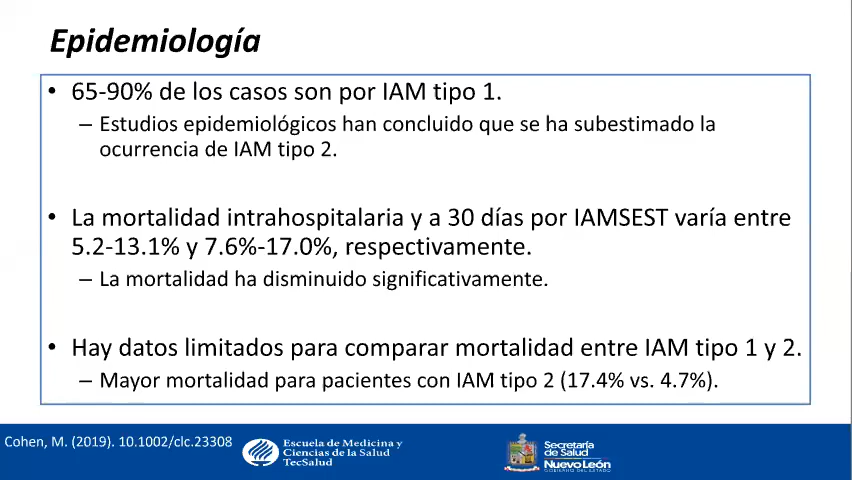 Epidemiología
• 65-90% de los casos son por IAM tipo 1.
– Estudios epidemiológicos han concluido que se ha subestimado la
ocurrencia de IAM tipo 2.
• La mortalidad intrahospitalaria y a 30 días por IAMSEST varía entre
5.2-13.1% y 7.6%-17.0%, respectivamente.
– La mortalidad ha disminuido significativamente.
• Hay datos limitados para comparar mortalidad entre IAM tipo 1 y 2.
– Mayor mortalidad para pacientes con IAM tipo 2 (17.4% vs. 4.7%).
Cohen, M. (2019). 10.1002/clc.23308
Escuela de Medicina y
Ciencias de la Salud
TecSalud
Secretaría
de Salud
Nuevo León
GOBIERNO DEL ESTADO